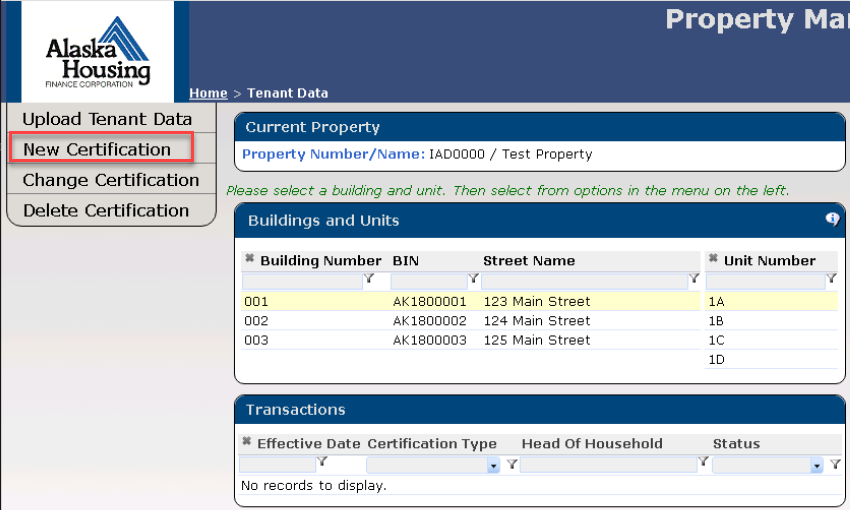 Property Ma
Alaska
Housing
FINANCE CORPORATION
Home > Tenant Data
Upload Tenant Data
New Certification
Change Certification
Delete Certification
Current Property
Property Number/Name: IAD0000 / Test Property
Please select a building and unit. Then select from options in the menu on the left.
Buildings and Units
Building Number BIN Street Name Unit Number
001 AK1800001 123 Main Street 1A
002 AK1800002 124 Main Street 1B
003 AK1800003 125 Main Street 1C
1D
Transactions
Effective Date Certification Type Head Of Household Status
No records to display.